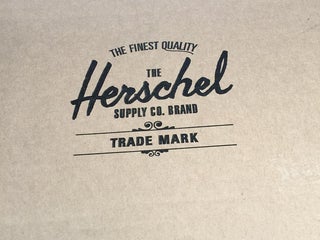 THE FINEST QUALITY
THE
Herschel
SUPPLY CO. BRAND
TRADE MARK